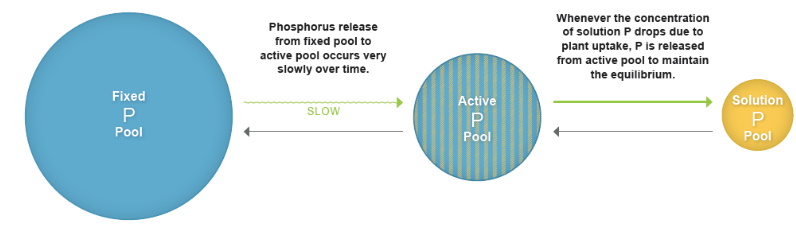 Phosphorus release
from fixed pool to
active pool occurs very
slowly over time.
Whenever the concentration
of solution P drops due to
plant uptake, P is released
from active pool to maintain
the equilibrium.
Fixed
P
Pool
SLOW
Active
P
Pool
Solution
P
Pool